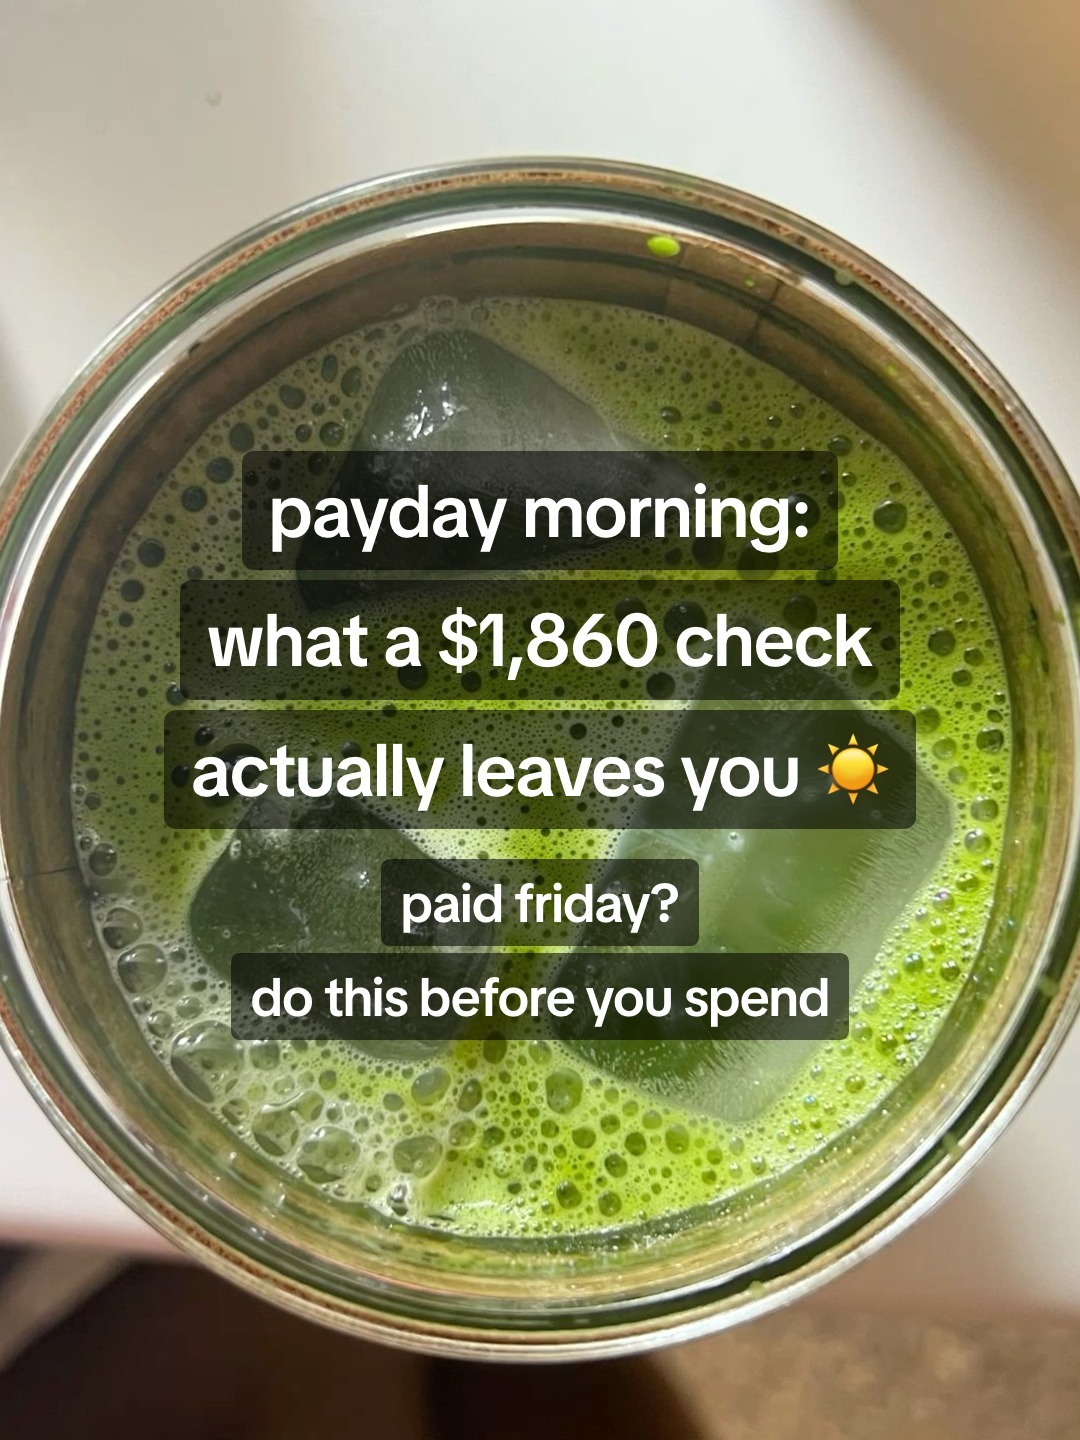 payday morning:
what a $1,860 check
actually leaves you ☀️
paid friday?
do this before you spend